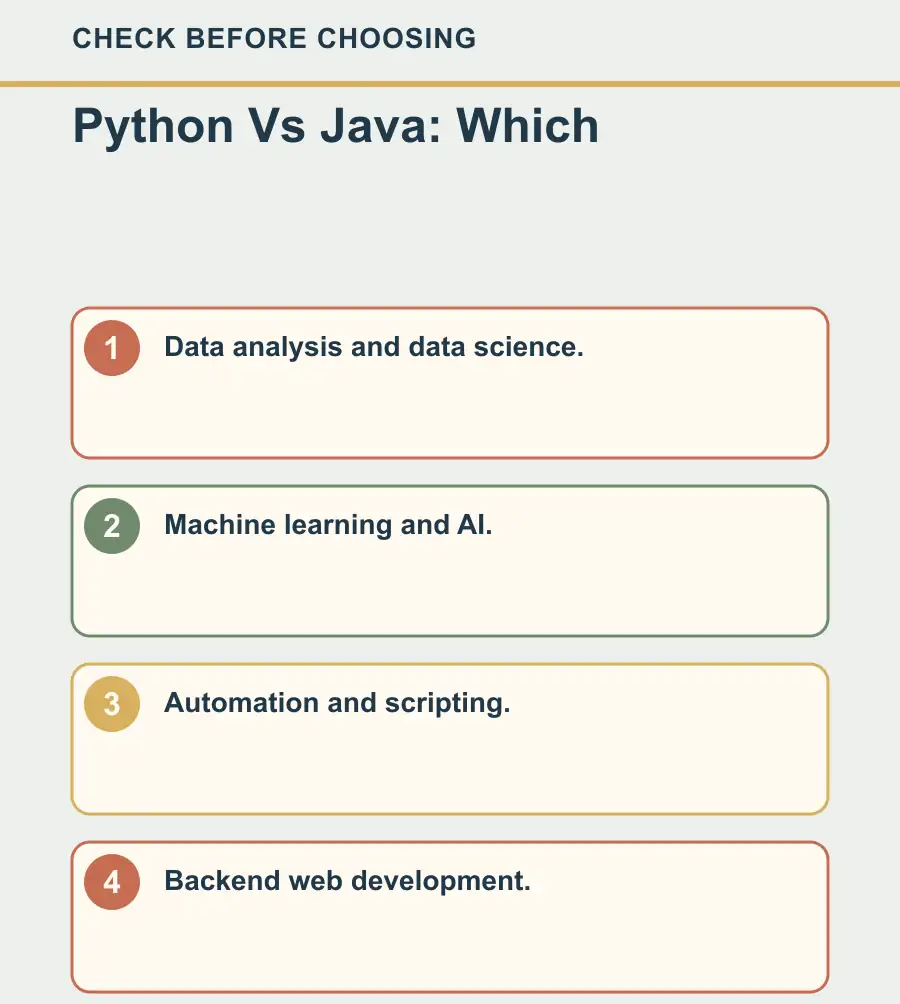 CHECK BEFORE CHOOSING
Python Vs Java: Which
1 Data analysis and data science.
2 Machine learning and AI.
3 Automation and scripting.
4 Backend web development.